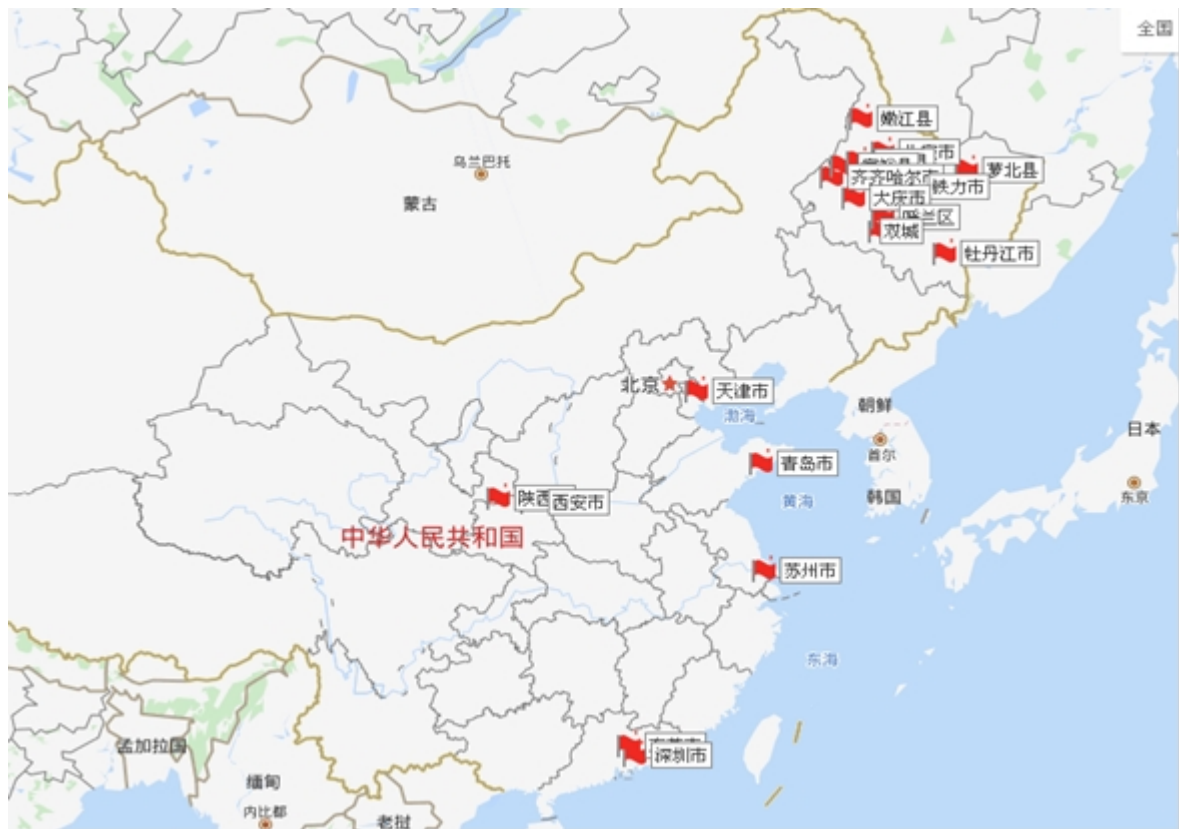 全国
嫩江县
乌兰巴托
萝北县
齐齐哈尔市
铁力市
大庆市
蒙古
呼兰区
双城
牡丹江市
北京
天津市
朝鲜
渤海
日本
首尔
青岛市
东京
韩国
黄海
陕西
西安市
中华人民共和国
苏州市
东海
孟加拉国
深圳市
缅甸
内比都
老挝